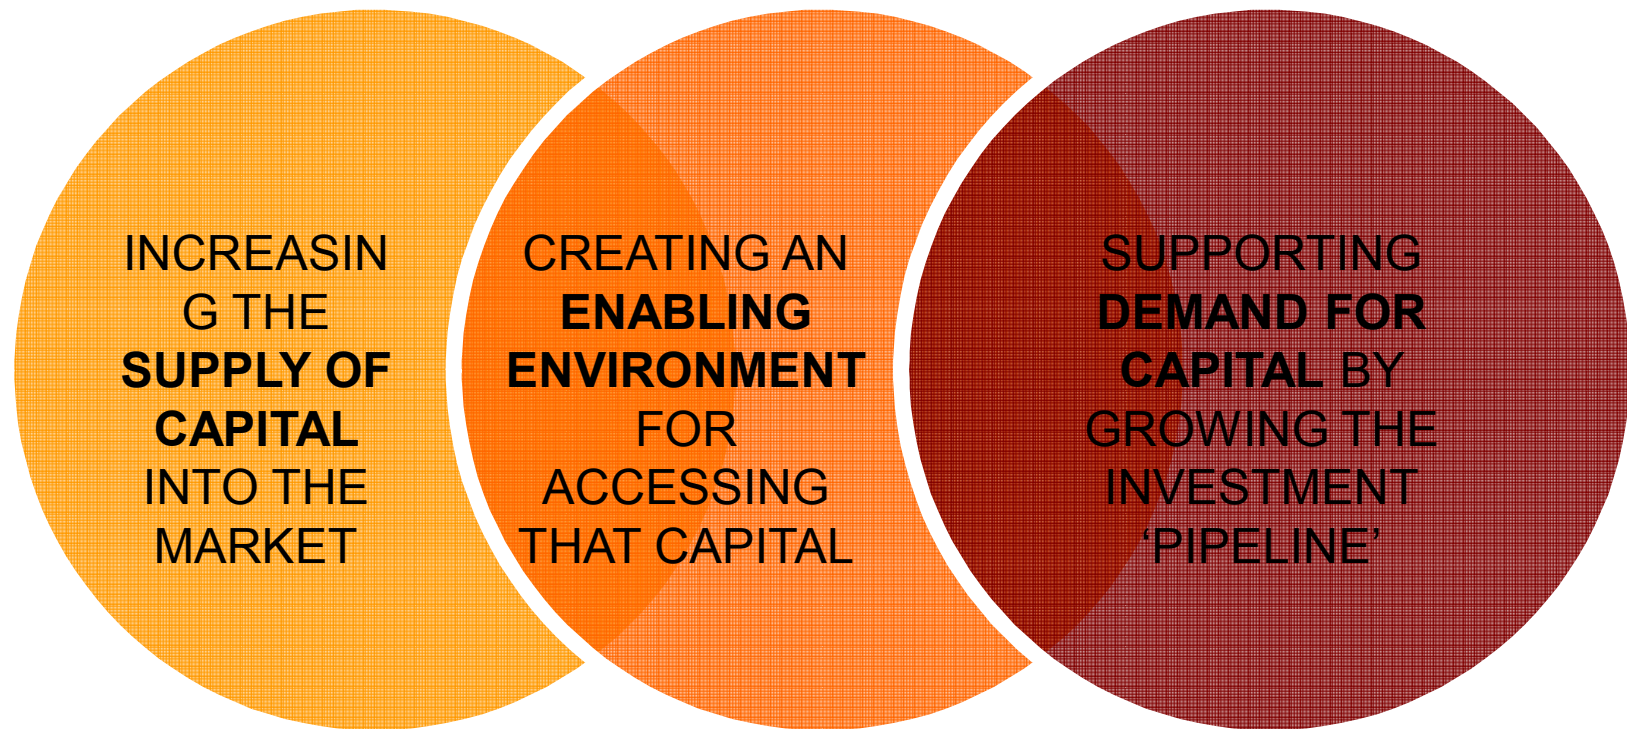 INCREASIN
G THE
SUPPLY OF
CAPITAL
INTO THE
MARKET
CREATING AN
ENABLING
ENVIRONMENT
FOR
ACCESSING
THAT CAPITAL
SUPPORTING
DEMAND FOR
CAPITAL BY
GROWING THE
INVESTMENT
‘PIPELINE’